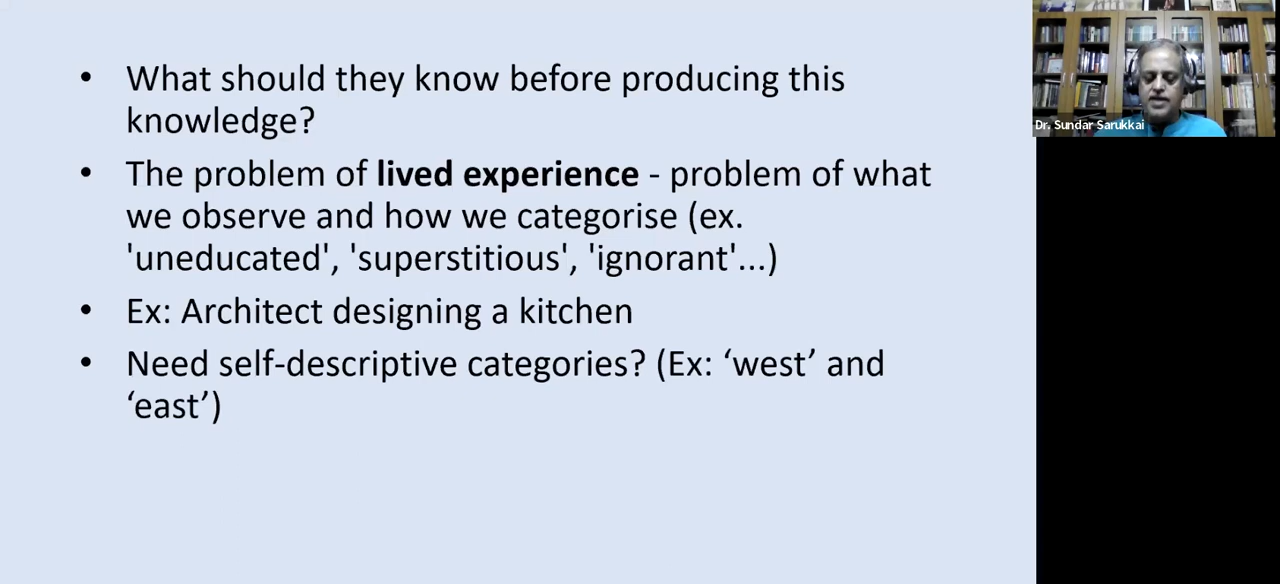 • What should they know before producing this
knowledge?
• The problem of lived experience - problem of what
we observe and how we categorise (ex.
'uneducated', 'superstitious', 'ignorant'...)
• Ex: Architect designing a kitchen
• Need self-descriptive categories? (Ex: ‘west’ and
‘east’)
Dr. Sundar Sarukkai